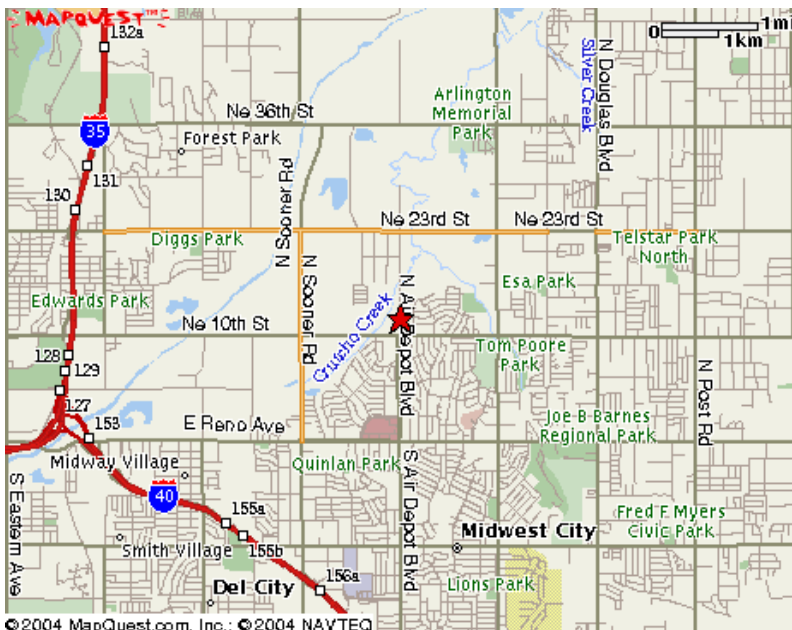 MAPQUEST
132a
0
1mi
1km
Silver Creek
N Douglas Blvd
Arlington
Memorial
Park
Ne 36th St
35
Forest Park
131
130
N Sooner Rd
Ne 23rd St
Ne 23rd St
Diggs Park
Telstar Park
North
N Sooner Rd
Esa Park
Edwards Park
N Air Depot Blvd
Crutcho Creek
Ne 10th St
128
129
Tom Poore
Park
N Post Rd
127
153
E Reno Ave
Joe B Barnes
Regional Park
Midway Village
Quinlan Park
S Eastern Ave
40
S Air Depot Blvd
155a
Fred F Myers
Civic Park
Midwest City
Smith Village
155b
156a
Del City
Lions Park
©2004 MapQuest.com, Inc.; ©2004 NAVTEQ